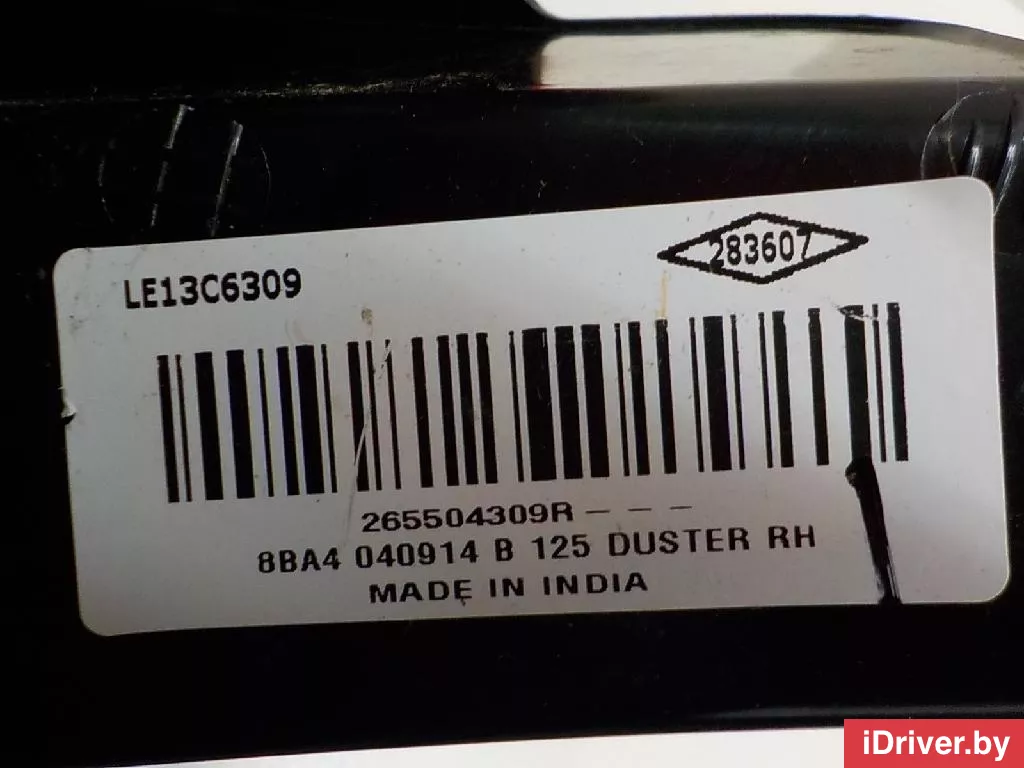 LE13C6309
283607
265504309R - - -
8BA4 040914 B 125 DUSTER RH
MADE IN INDIA
iDriver.by